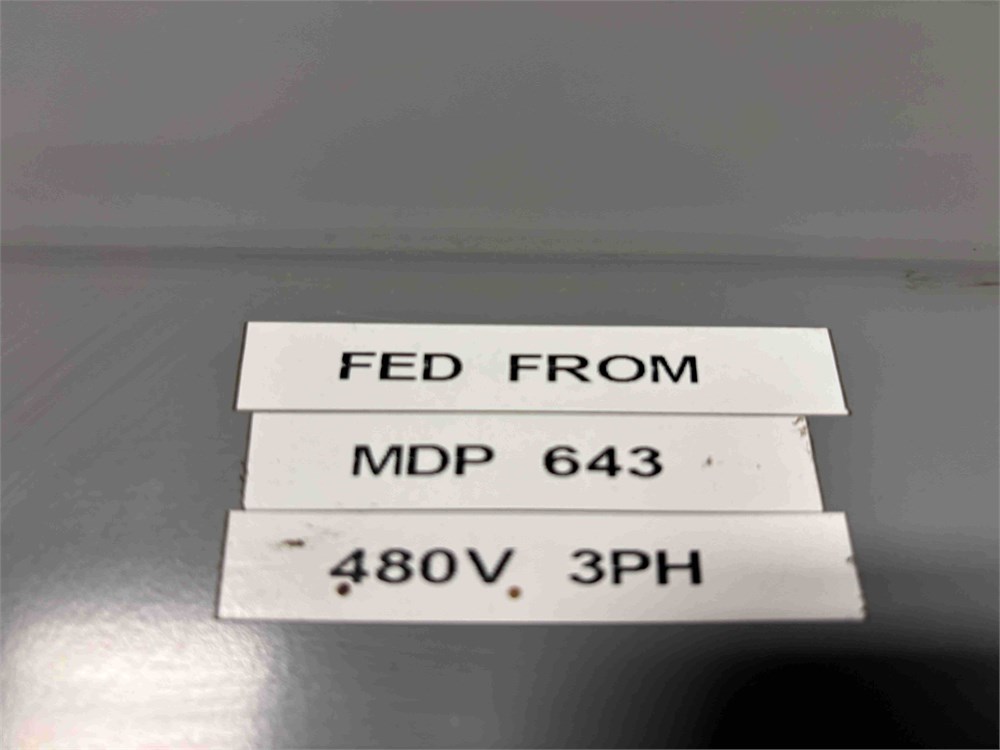 FED FROM
MDP 643
480V 3PH